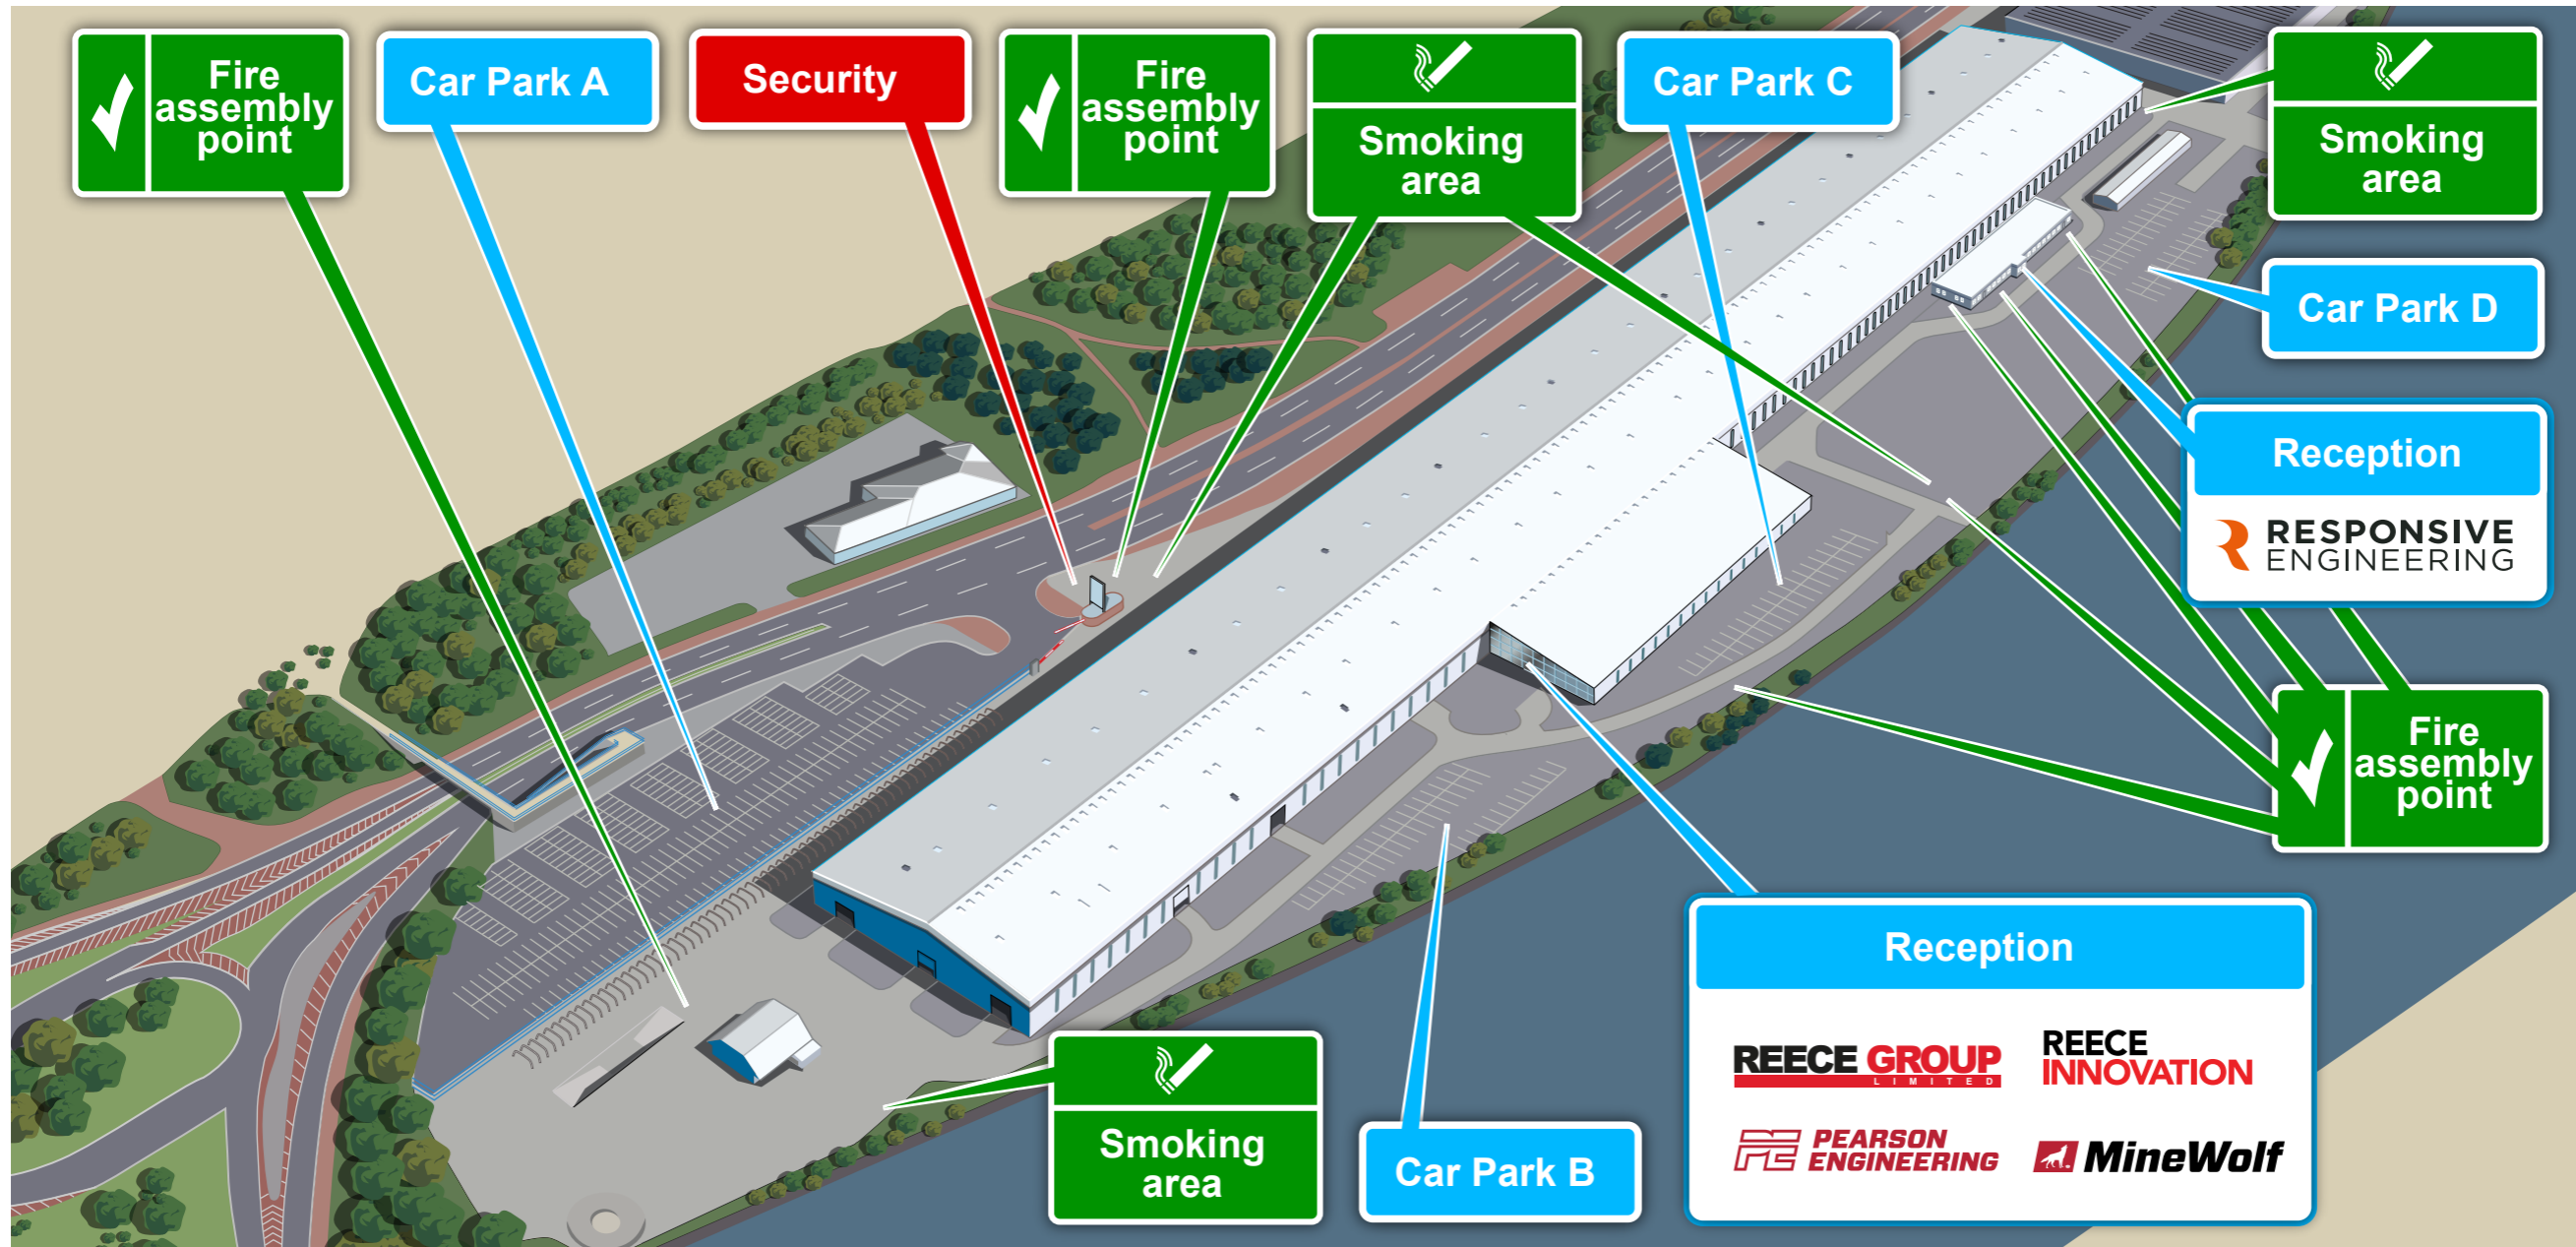 Fire
assembly
point
Car Park A
Security
Fire
assembly
point
Smoking
area
Car Park C
Smoking
area
Car Park D
Reception
RESPONSIVE
ENGINEERING
Fire
assembly
point
Reception
REECE GROUP
LIMITED
REECE
INNOVATION
PE PEARSON
ENGINEERING
MineWolf
Smoking
area
Car Park B